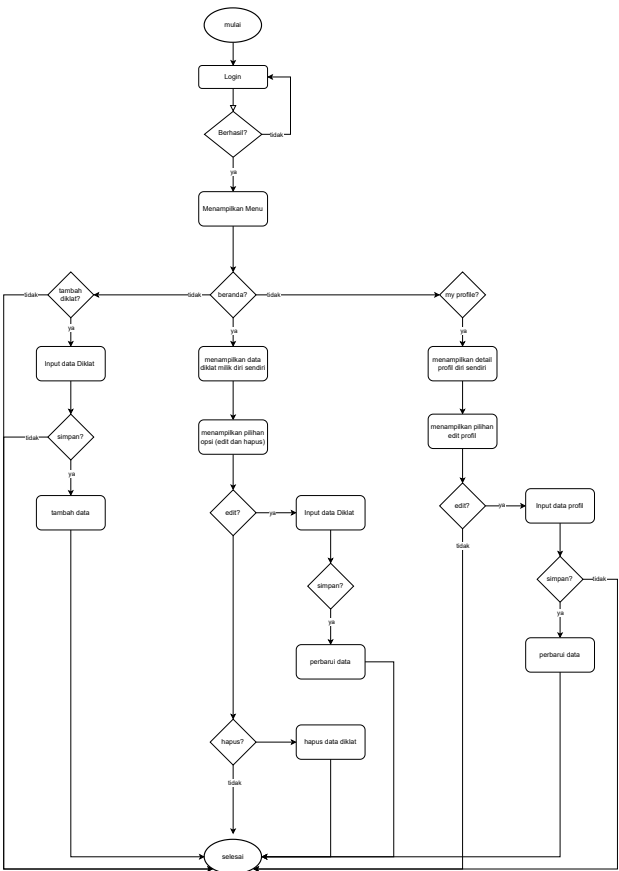 mulai
Login
Berhasil?
tidak
ya
Menampilkan Menu
tidak
tambah
diklat?
tidak
beranda?
tidak
my profile?
ya
ya
ya
Input data Diklat
menampilkan data
diklat milik diri sendiri
menampilkan detail
profil diri sendiri
tidak
simpan?
menampilkan pilihan
opsi (edit dan hapus)
menampilkan pilihan
edit profil
ya
tambah data
edit?
ya
Input data Diklat
edit?
ya
Input data profil
tidak
simpan?
simpan?
tidak
ya
ya
perbarui data
perbarui data
hapus?
hapus data diklat
tidak
selesai